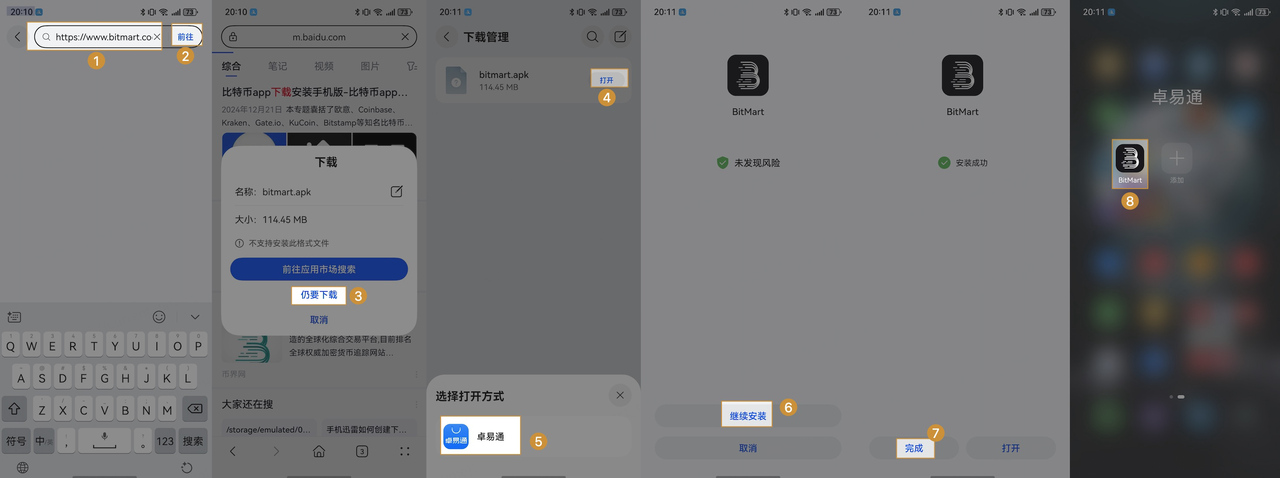 20:10
73
https://www.bitmart.co
前往
1
2
Q W E R T Y U I O P
A S D F G H J K L
Z X C V B N M
符号
中
123
搜索
20:10
73
m.baidu.com
综合
笔记
视频
图片
比特币app下载安装手机版-比特币app…
2024年12月21日 本专题囊括了欧意、Coinbase、
Kraken、Gate.io、KuCoin、Bitstamp等知名比特币…
下载
名称: bitmart.apk
大小: 114.45 MB
不支持安装此格式文件
前往应用市场搜索
仍要下载
3
取消
造的全球化综合交易平台,目前排名
全球权威加密货币追踪网站…
币界网
大家还在搜
/storage/emulated/0...
手机迅雷如何创建下...
3
20:11
73
下载管理
bitmart.apk
114.45 MB
打开
4
选择打开方式
卓易通
卓易通
5
20:11
73
BitMart
未发现风险
继续安装
6
取消
20:11
73
BitMart
安装成功
7
完成
打开
20:11
73
卓易通
BitMart
添加
8